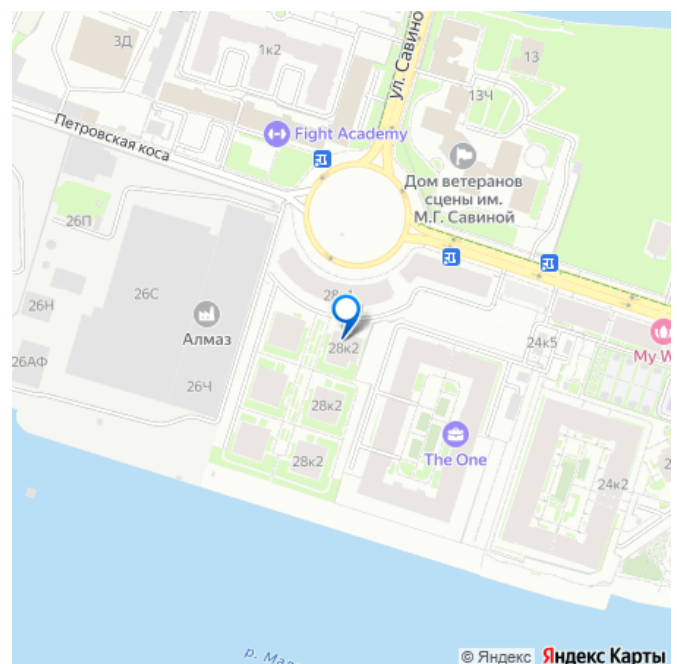 3Д
1к2
ул. Савино
13
13Ч
Петровская коса
Fight Academy
Дом ветеранов
сцены им.
М.Г. Савиной
26П
26С
26Н
Алмаз
28к2
24к5
My W
26АФ
26Ч
28к2
The One
28к2
24к2
р. Мал
© Яндекс Яндекс Карты